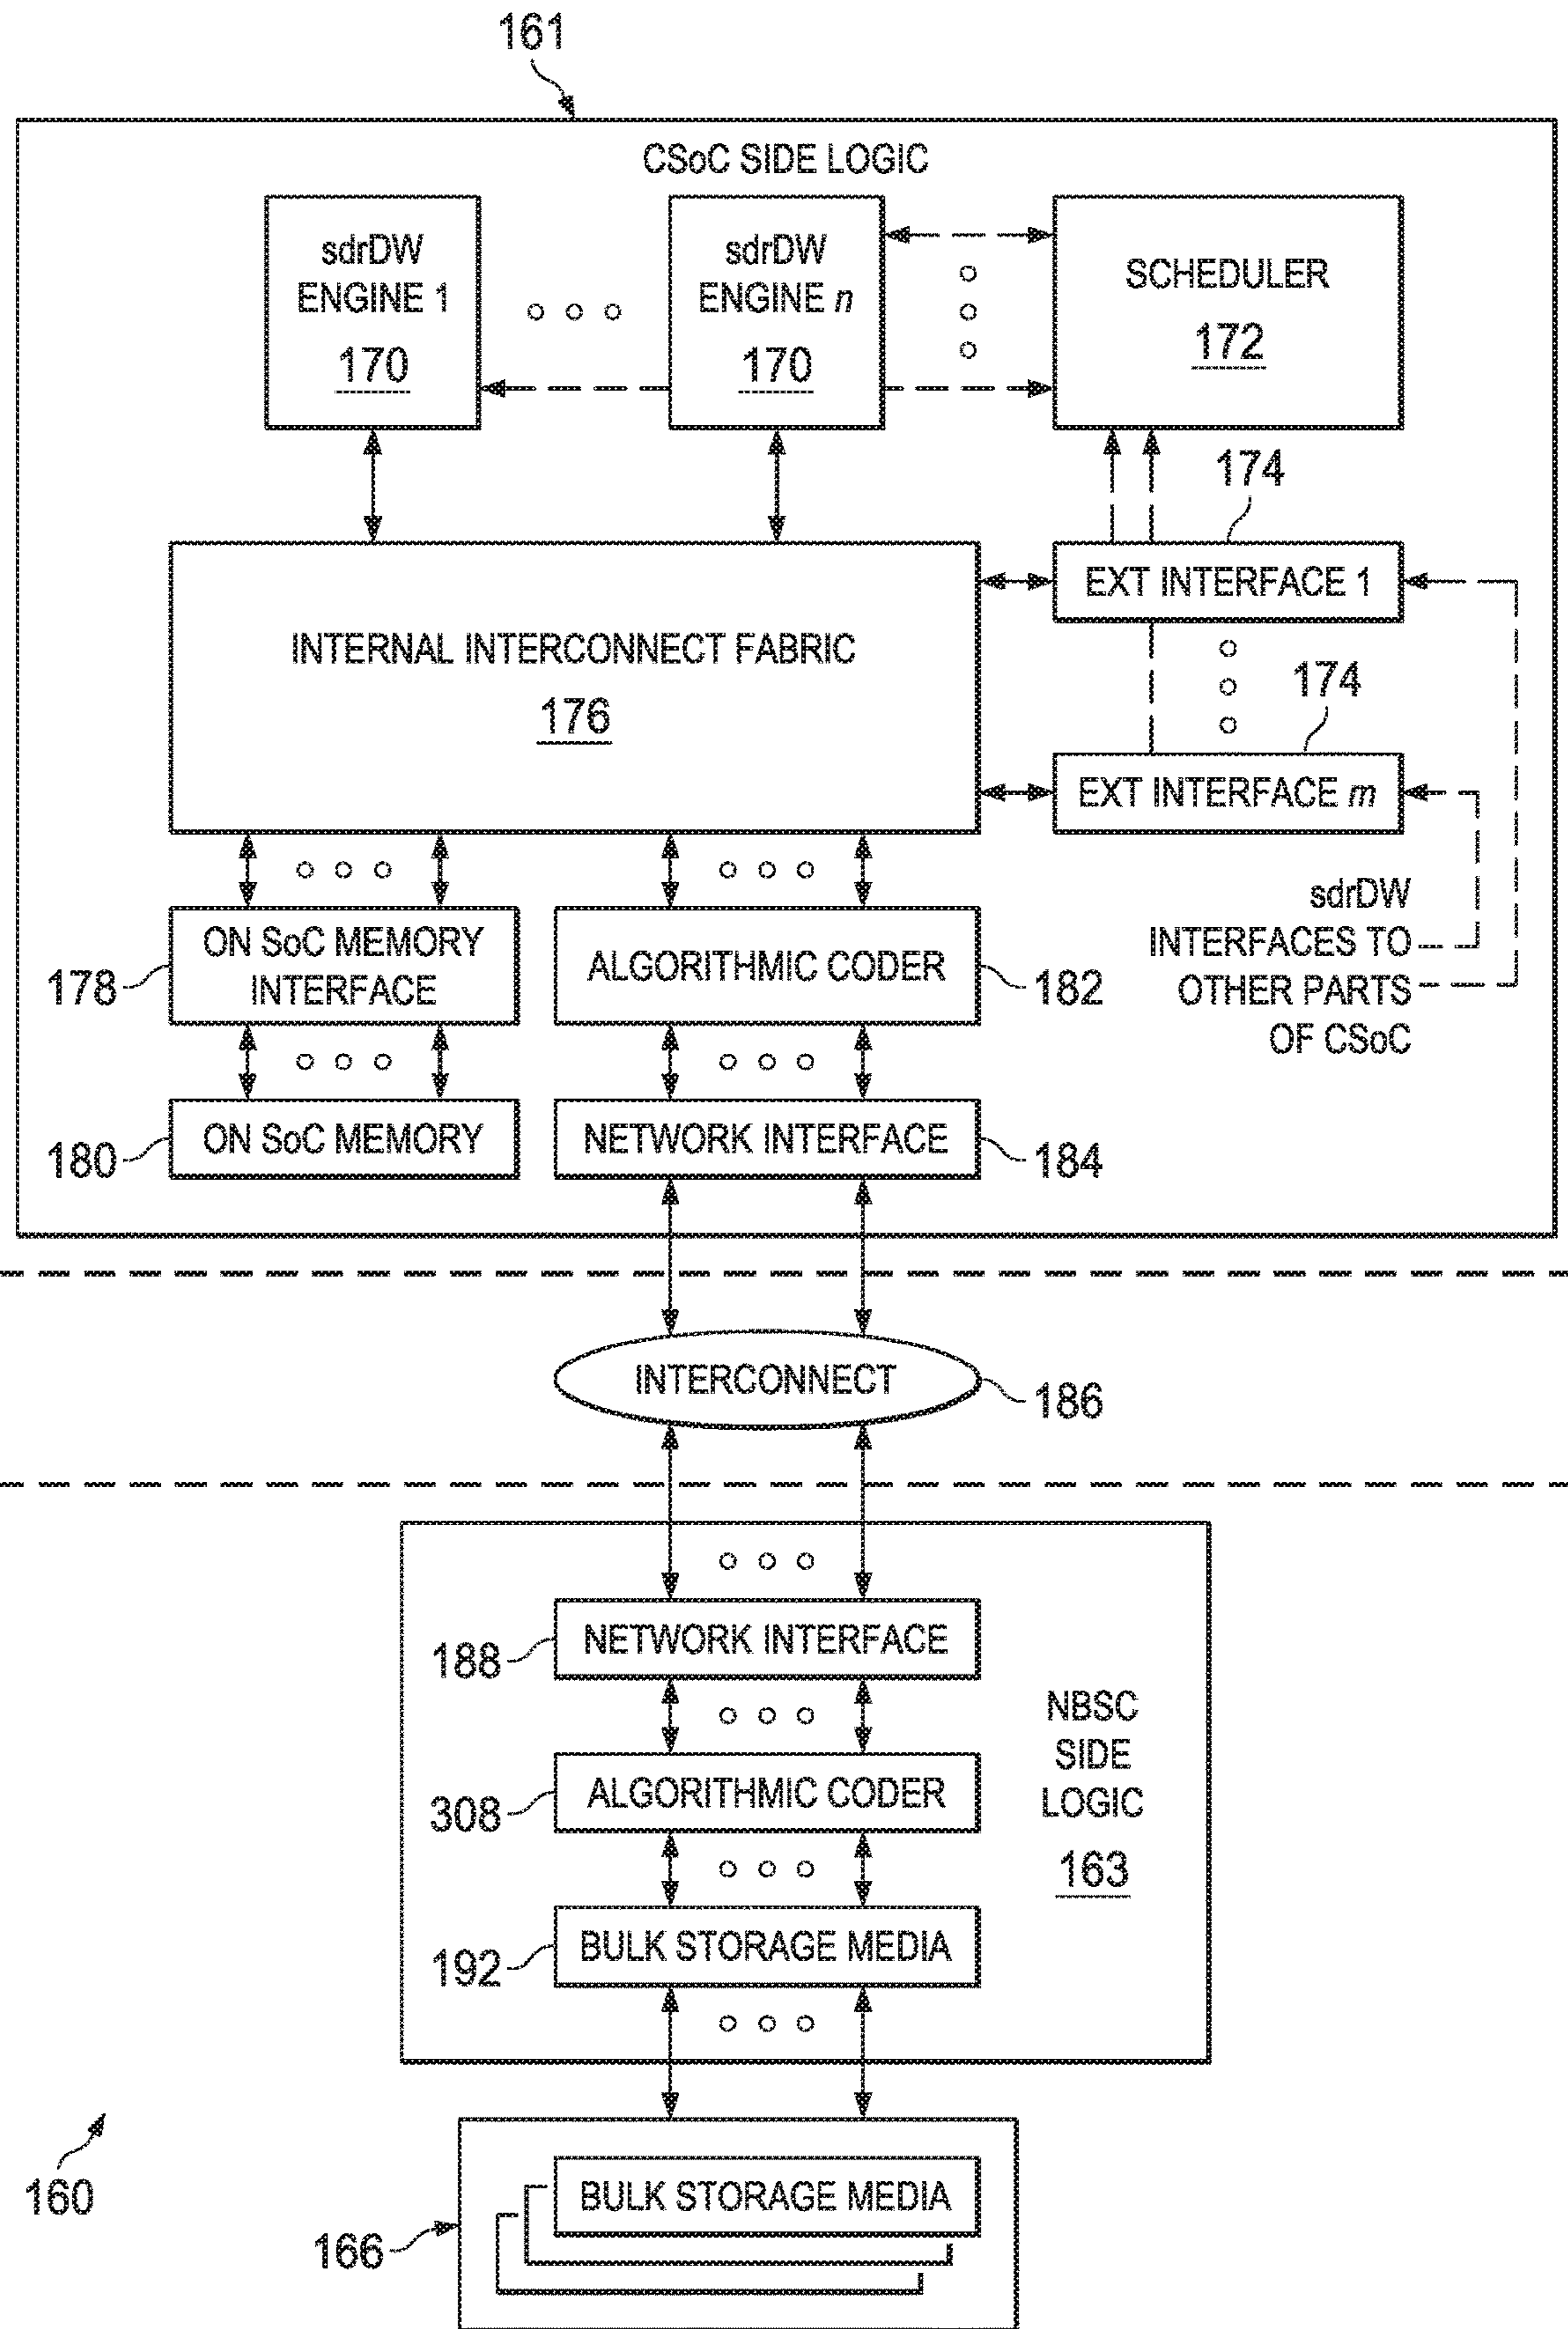 161
CSoC SIDE LOGIC
sdrDW
ENGINE 1
170
sdrDW
ENGINE n
170
SCHEDULER
172
174
EXT INTERFACE 1
INTERNAL INTERCONNECT FABRIC
176
174
EXT INTERFACE m
sdrDW
INTERFACES TO
OTHER PARTS
OF CSoC
178
ON SoC MEMORY
INTERFACE
ALGORITHMIC CODER
182
180
ON SoC MEMORY
NETWORK INTERFACE
184
INTERCONNECT
186
188
NETWORK INTERFACE
308
ALGORITHMIC CODER
192
BULK STORAGE MEDIA
NBSC
SIDE
LOGIC
163
160
166
BULK STORAGE MEDIA